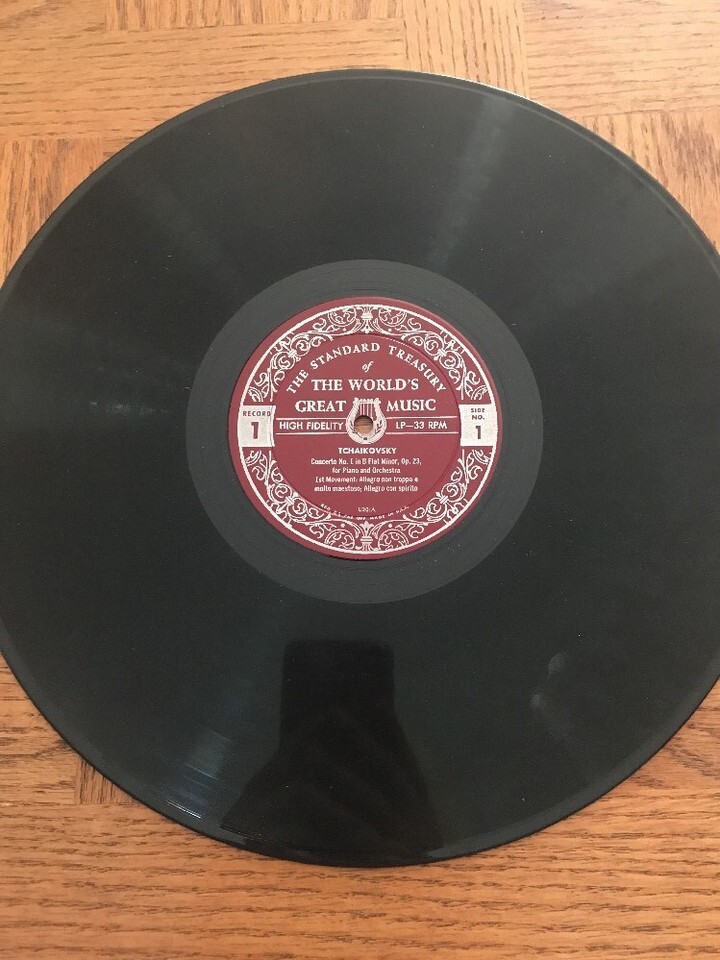 THE STANDARD TREASURY
of
THE WORLD'S
GREAT MUSIC
RECORD
1
SIDE
NO.
1
HIGH FIDELITY LP—33 RPM
TCHAIKOVSKY
Concerto No. 1 in B Flat Minor, Op. 23,
for Piano and Orchestra
1st Movement: Allegro non troppo e
molto maestoso; Allegro con spirito
MADE IN U.S.A.